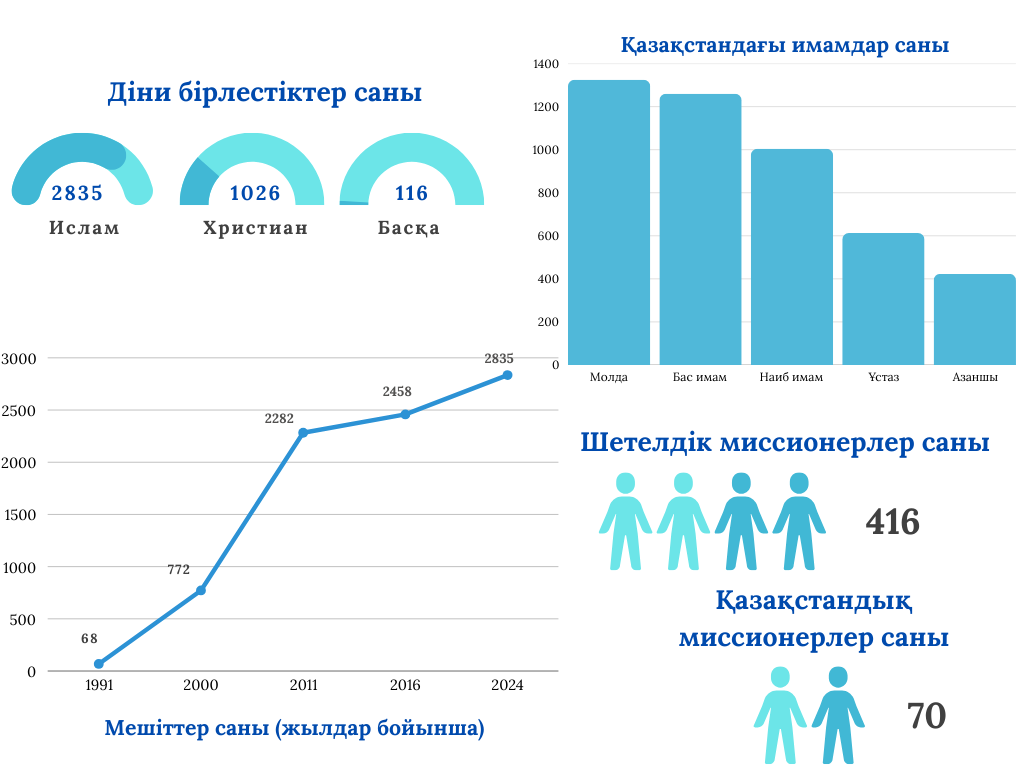 Діни бірлестіктер саны
2835
Ислам
1026
Христиан
116
Басқа
Қазақстандағы имамдар саны
1400
1200
1000
800
600
400
200
0
Молда
Бас имам
Наиб имам
Ұстаз
Азаншы
3000
2500
2000
1500
1000
500
0
68
772
2282
2458
2835
1991
2000
2011
2016
2024
Мешіттер саны (жылдар бойынша)
Шетелдік миссионерлер саны
416
Қазақстандық
миссионерлер саны
70